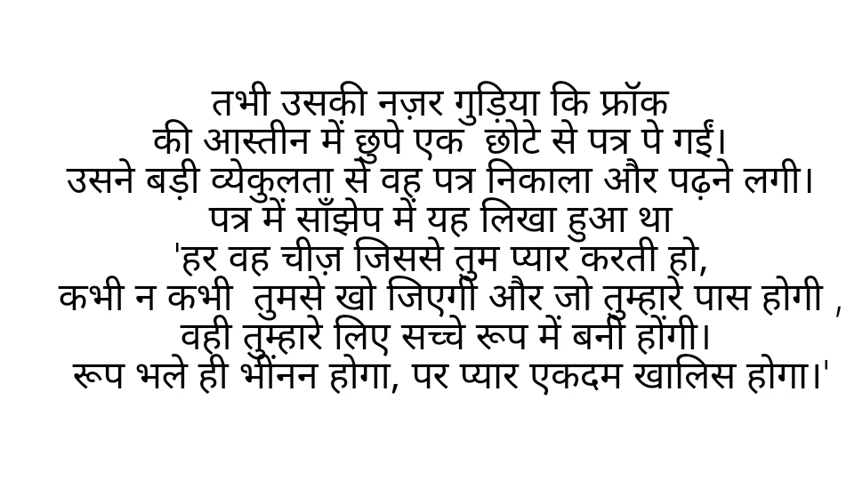 तभी उसकी नज़र गुड़िया कि फ्रॉक
की आस्तीन में छुपे एक  छोटे से पत्र पे गईं।
उसने बड़ी व्येकुलता से वह पत्र निकाला और पढ़ने लगी।
पत्र में साँझेप में यह लिखा हुआ था
'हर वह चीज़ जिससे तुम प्यार करती हो,
कभी न कभी  तुमसे खो जिएगी और जो तुम्हारे पास होगी ,
वही तुम्हारे लिए सच्चे रूप में बनी होंगी।
रूप भले ही भींनन होगा, पर प्यार एकदम खालिस होगा।'